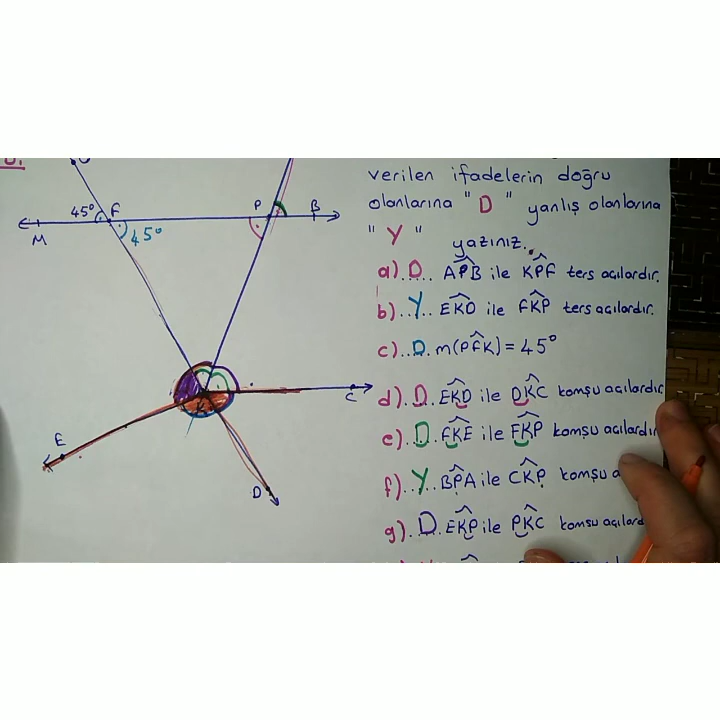 verilen ifadelerin doğru
olanlarına "D" yanlış olanlarına
"Y" yazınız.
a)..D... APB ile KPF ters açılardır.
b)..Y.. EKD ile FKP ters açılardır.
c)..D. m(PFK) = 45°
d)..D.. EKD ile DKC komşu açılardır
e)..D.. FKE ile FKP komşu açılardır
f)..Y.. BPA ile CKP komşu a
g)..D.. EKP ile PKC komşu açılard
45° F P B
M 45°
K C
E
D